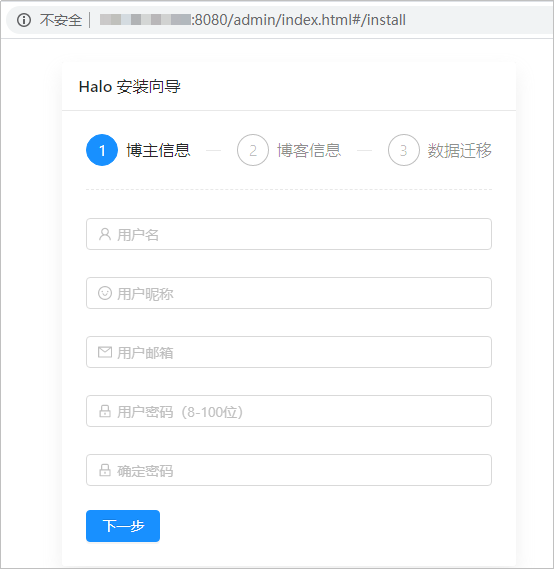 不安全 | :8080/admin/index.html#/install
Halo 安装向导
1 博主信息 2 博客信息 3 数据迁移
用户名
用户昵称
用户邮箱
用户密码（8-100位）
确定密码
下一步